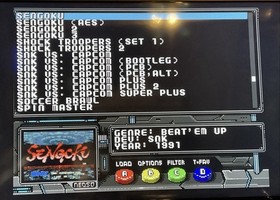 SENGOKU
SENGOKU (AES)
SENGOKU 2
SENGOKU 3
SHOCK TROOPERS (SET 1)
SHOCK TROOPERS 2
SNK VS. CAPCOM
SNK VS. CAPCOM (BOOTLEG)
SNK VS. CAPCOM (PCB)
SNK VS. CAPCOM (PCB,ALT)
SNK VS. CAPCOM PLUS
SNK VS. CAPCOM PLUS 2
SNK VS. CAPCOM SUPER PLUS
SOCCER BRAWL
SPIN MASTER
SENGOKU
GENRE: BEAT'EM UP
DEV: SNK
YEAR: 1991
LOAD OPTIONS FILTER T+FAV
A B C D